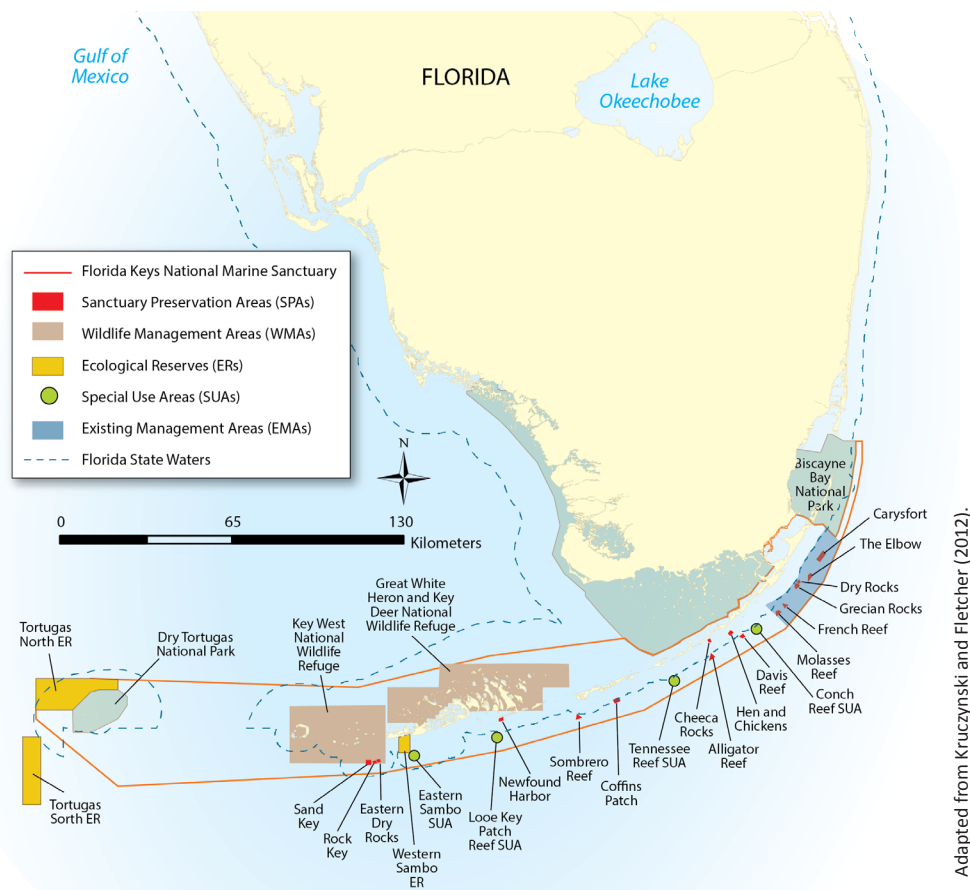 Gulf of
Mexico
FLORIDA
Lake
Okeechobee
Florida Keys National Marine Sanctuary
Sanctuary Preservation Areas (SPAs)
Wildlife Management Areas (WMAs)
Ecological Reserves (ERs)
Special Use Areas (SUAs)
Existing Management Areas (EMAs)
Florida State Waters
N
0 65 130
Kilometers
Biscayne
Bay
National
Park
Carysfort
The Elbow
Dry Rocks
Grecian Rocks
French Reef
Molasses
Reef
Conch
Reef SUA
Davis
Reef
Hen and
Chickens
Alligator
Reef
Cheeca
Rocks
Tennessee
Reef SUA
Coffins
Patch
Sombrero
Reef
Newfound
Harbor
Looe Key
Patch
Reef SUA
Eastern
Sambo
SUA
Western
Sambo
ER
Eastern
Dry
Rocks
Rock
Key
Sand
Key
Great White
Heron and Key
Deer National
Wildlife Refuge
Key West
National
Wildlife
Refuge
Dry Tortugas
National Park
Tortugas
North ER
Tortugas
Sorth ER
Adapted from Kruczynski and Fletcher (2012).